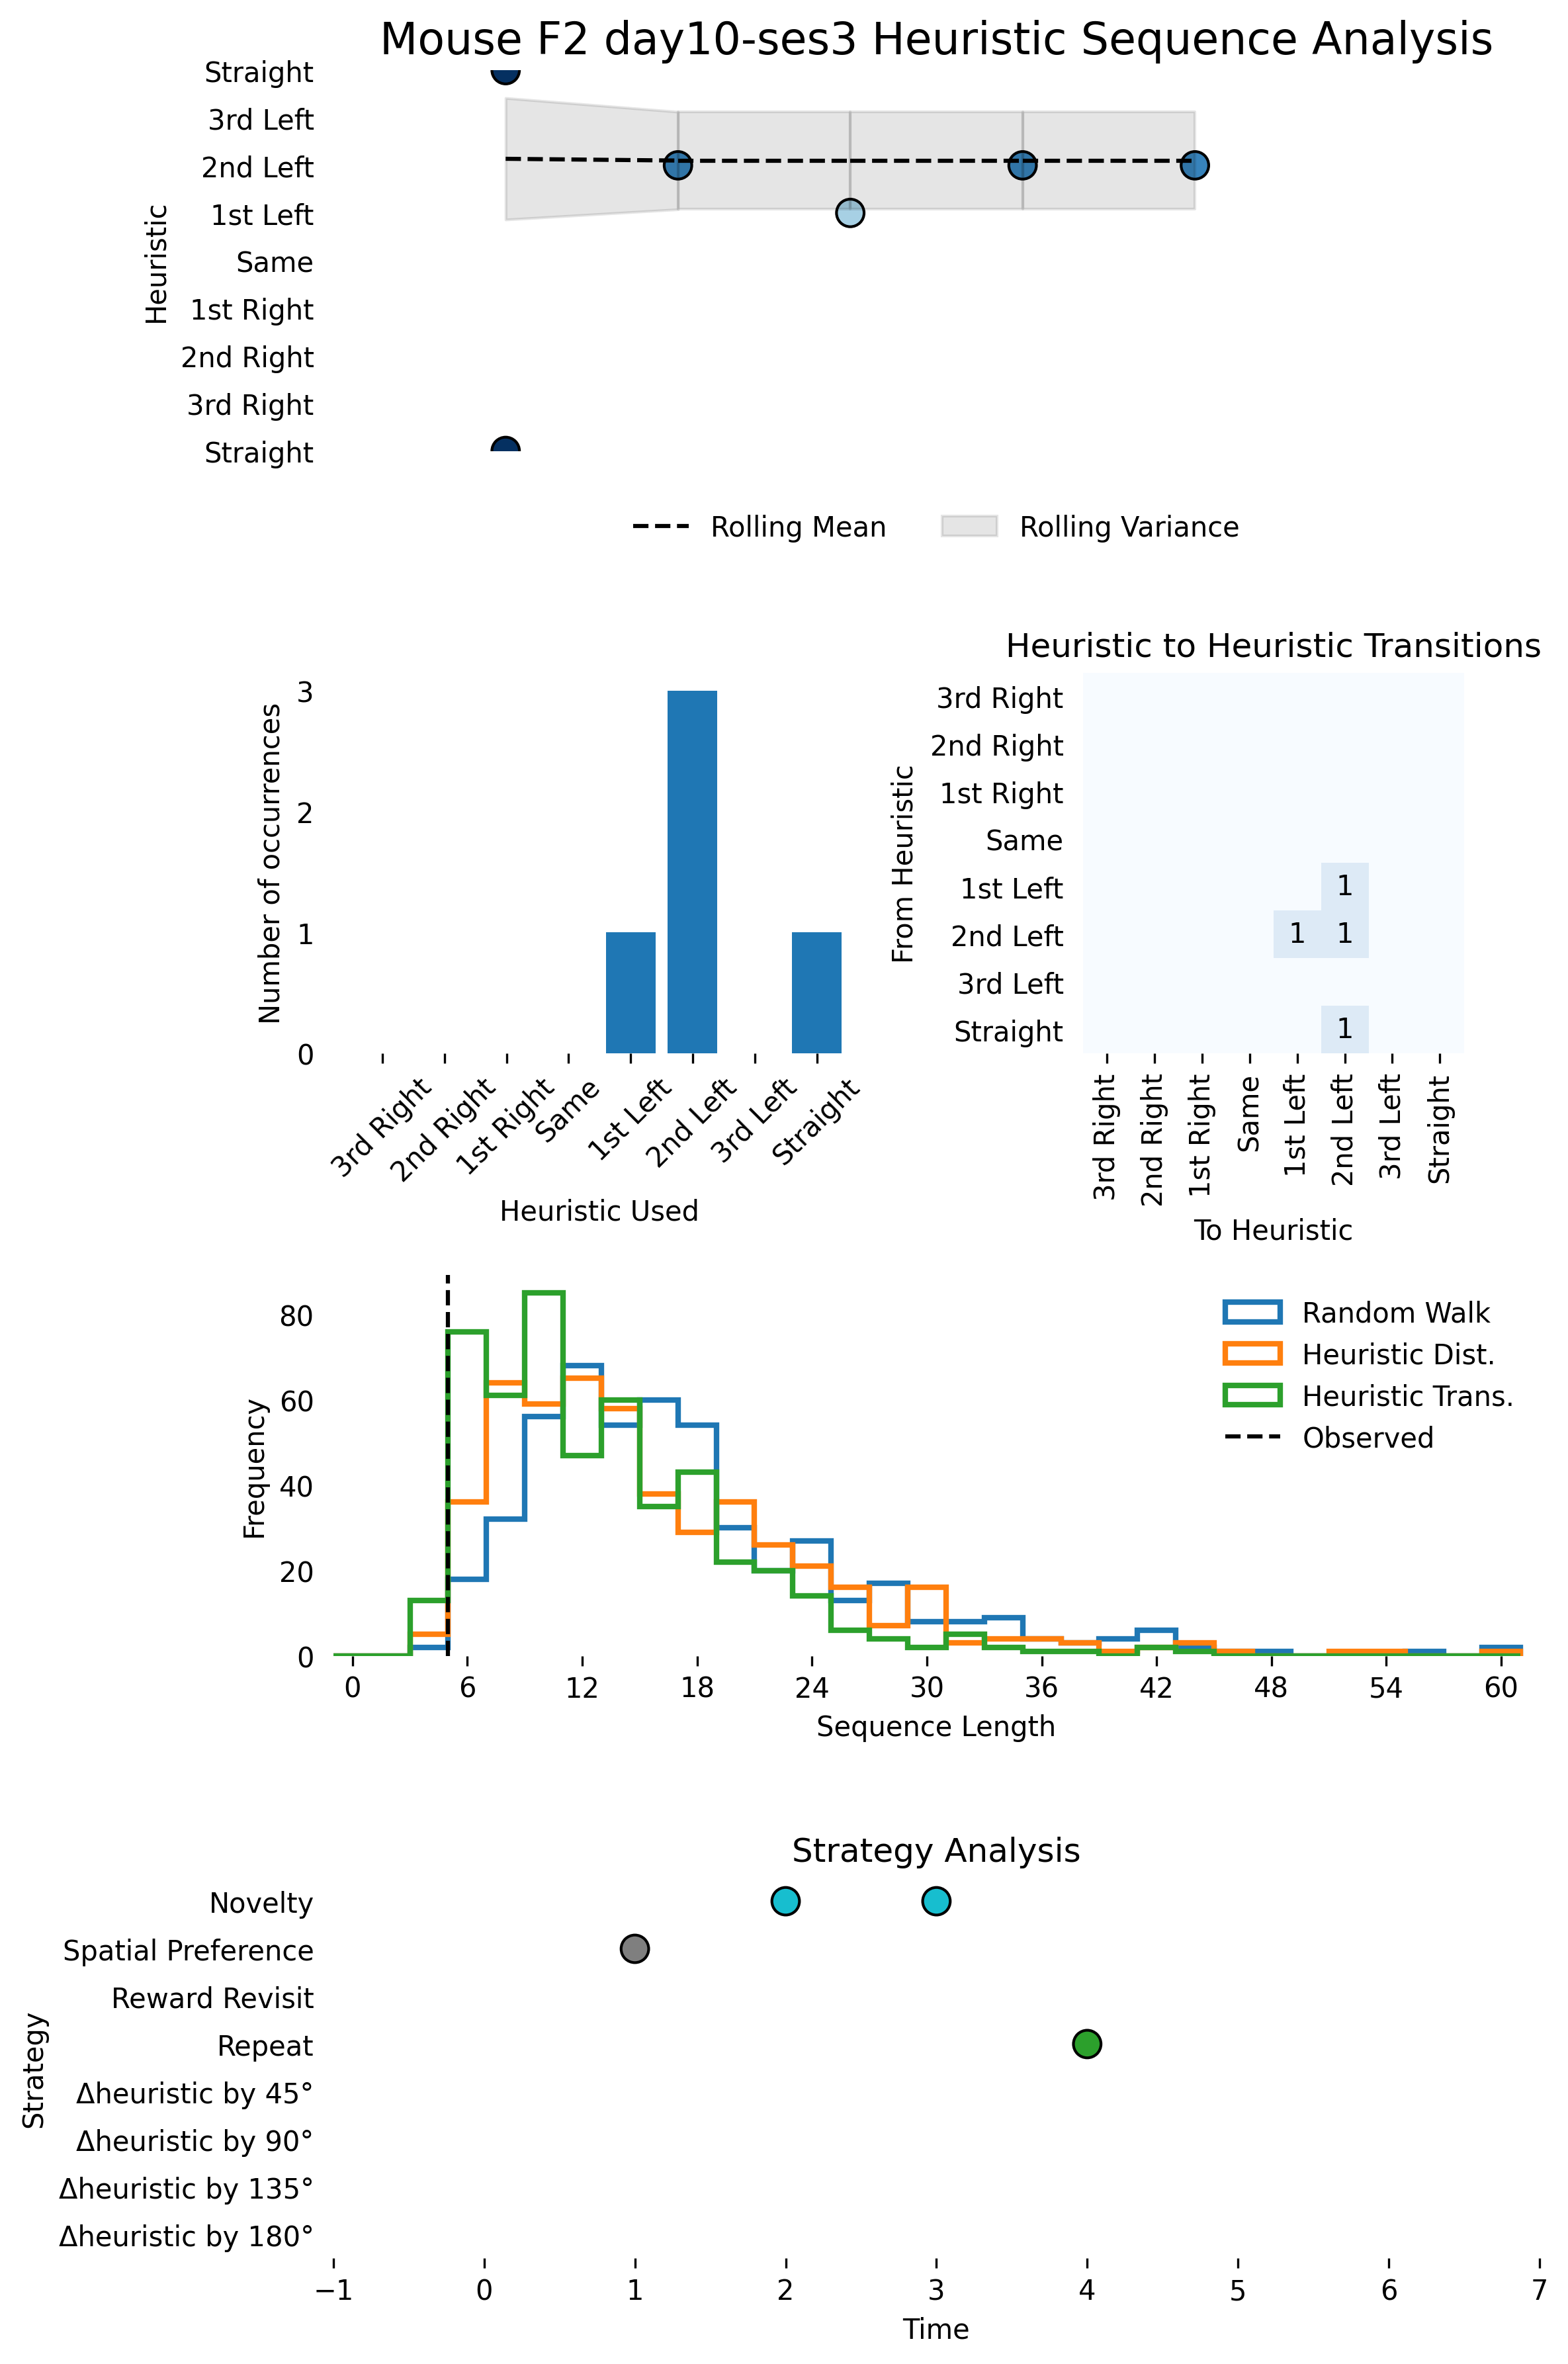 Mouse F2 day10-ses3 Heuristic Sequence Analysis
Heuristic
Straight
3rd Left
2nd Left
1st Left
Same
1st Right
2nd Right
3rd Right
Straight
Rolling Mean
Rolling Variance
Number of occurrences
3
2
1
0
3rd Right
2nd Right
1st Right
Same
1st Left
2nd Left
3rd Left
Straight
Heuristic Used
Heuristic to Heuristic Transitions
From Heuristic
3rd Right
2nd Right
1st Right
Same
1st Left
2nd Left
3rd Left
Straight
1
1 1
1
3rd Right
2nd Right
1st Right
Same
1st Left
2nd Left
3rd Left
Straight
To Heuristic
Frequency
80
60
40
20
0
Random Walk
Heuristic Dist.
Heuristic Trans.
Observed
0 6 12 18 24 30 36 42 48 54 60
Sequence Length
Strategy Analysis
Strategy
Novelty
Spatial Preference
Reward Revisit
Repeat
Δheuristic by 45°
Δheuristic by 90°
Δheuristic by 135°
Δheuristic by 180°
−1 0 1 2 3 4 5 6 7
Time